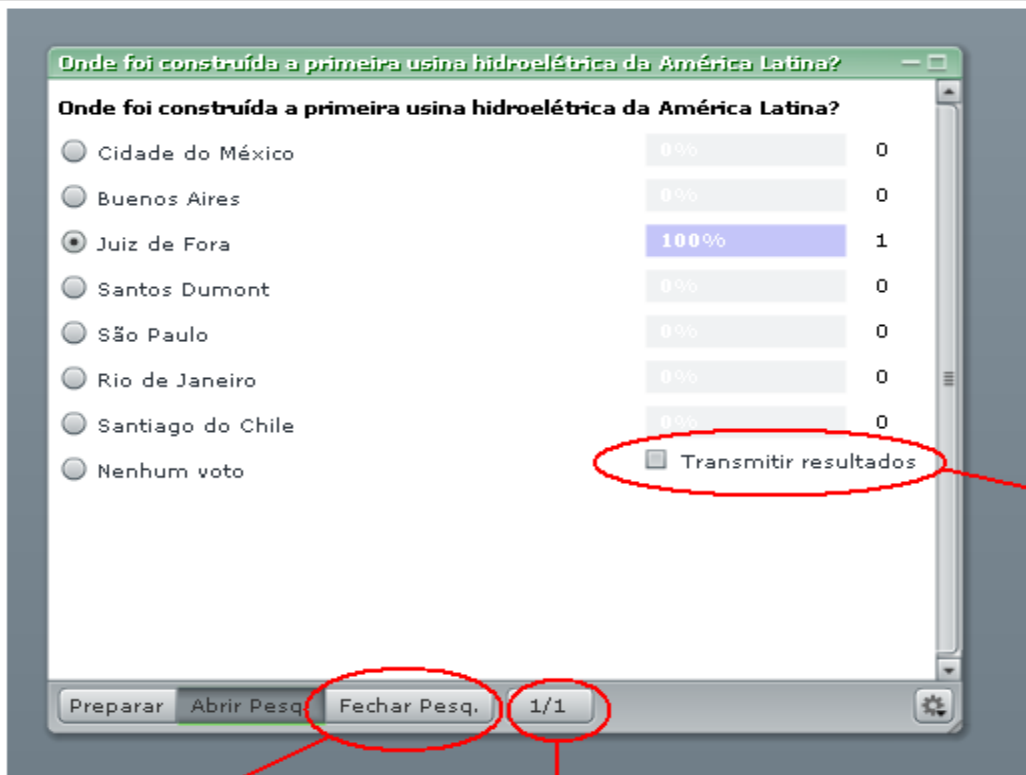 Onde foi construída a primeira usina hidroelétrica da América Latina?
Onde foi construída a primeira usina hidroelétrica da América Latina?
Cidade do México 0% 0
Buenos Aires 0% 0
Juiz de Fora 100% 1
Santos Dumont 0% 0
São Paulo 0% 0
Rio de Janeiro 0% 0
Santiago do Chile 0% 0
Nenhum voto Transmitir resultados
Preparar Abrir Pesq Fechar Pesq. 1/1